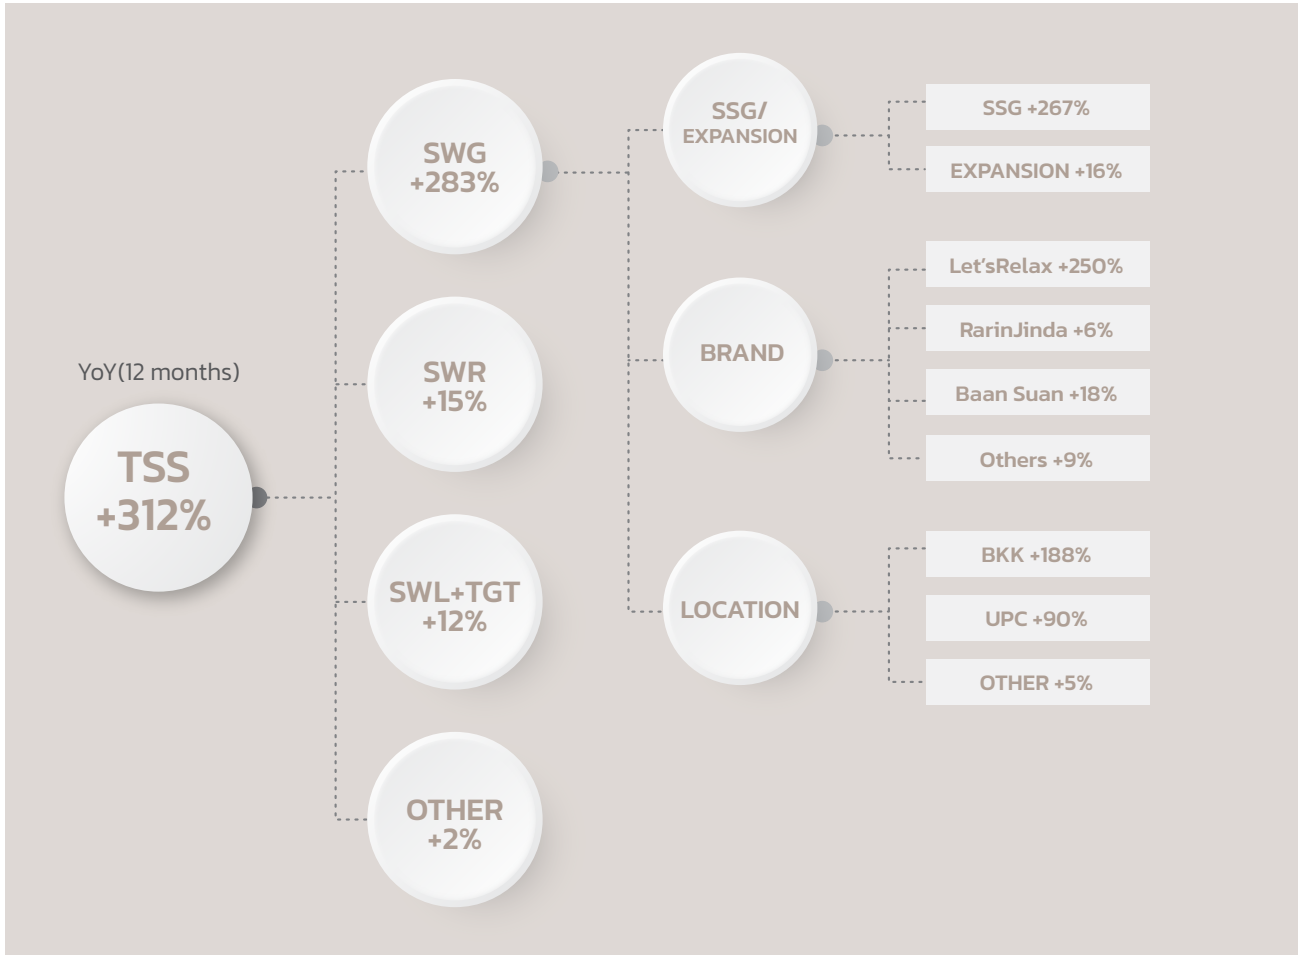 YoY(12 months)
TSS
+312%
SWG
+283%
SWR
+15%
SWL+TGT
+12%
OTHER
+2%
SSG/
EXPANSION
SSG +267%
EXPANSION +16%
BRAND
Let'sRelax +250%
RarinJinda +6%
Baan Suan +18%
Others +9%
LOCATION
BKK +188%
UPC +90%
OTHER +5%